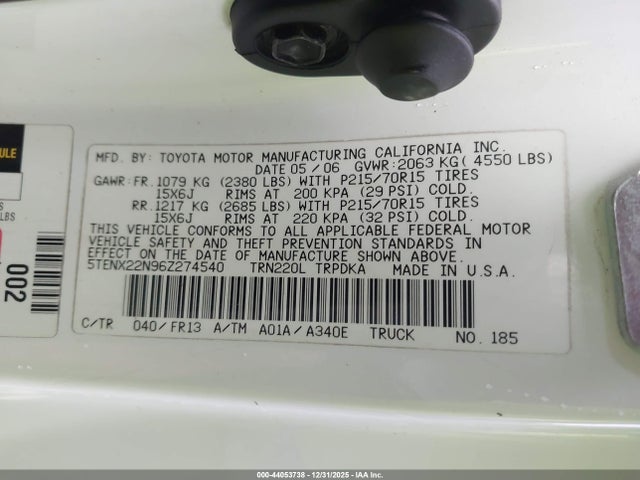 MFD. BY: TOYOTA MOTOR MANUFACTURING CALIFORNIA INC.
DATE 05 / 06 GVWR: 2063 KG( 4550 LBS)
GAWR: FR. 1079 KG (2380 LBS) WITH P215/70R15 TIRES
15X6J RIMS AT 200 KPA (29 PSI) COLD.
RR. 1217 KG (2685 LBS) WITH P215/70R15 TIRES
15X6J RIMS AT 220 KPA (32 PSI) COLD.
THIS VEHICLE CONFORMS TO ALL APPLICABLE FEDERAL MOTOR
VEHICLE SAFETY AND THEFT PREVENTION STANDARDS IN
EFFECT ON THE DATE OF MANUFACTURE SHOWN ABOVE.
5TENX22N96Z274540 TRN220L TRPDKA MADE IN U.S.A.
C/TR 040/FR13 A/TM A01A/A340E TRUCK NO. 185
ULE
S
LBS
002
000-44053738 - 12/31/2025 - IAAI.CA